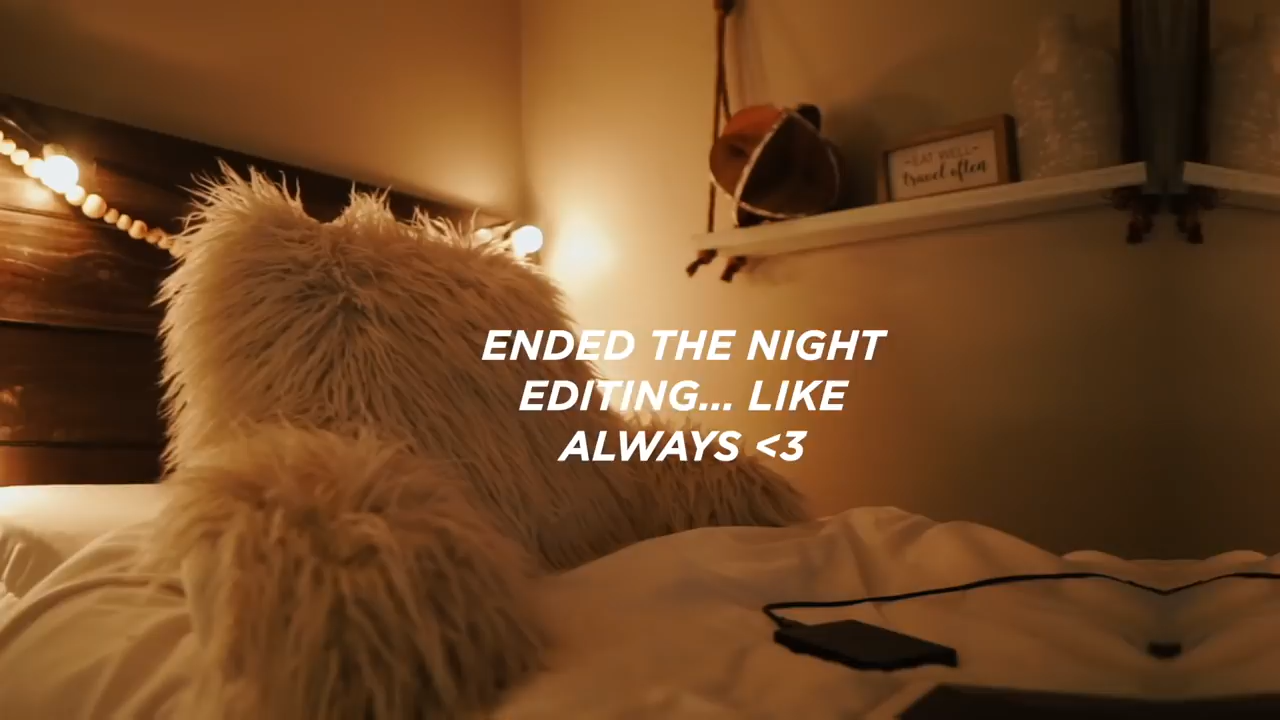 ~EAT WELL~
travel often
ENDED THE NIGHT
EDITING... LIKE
ALWAYS <3